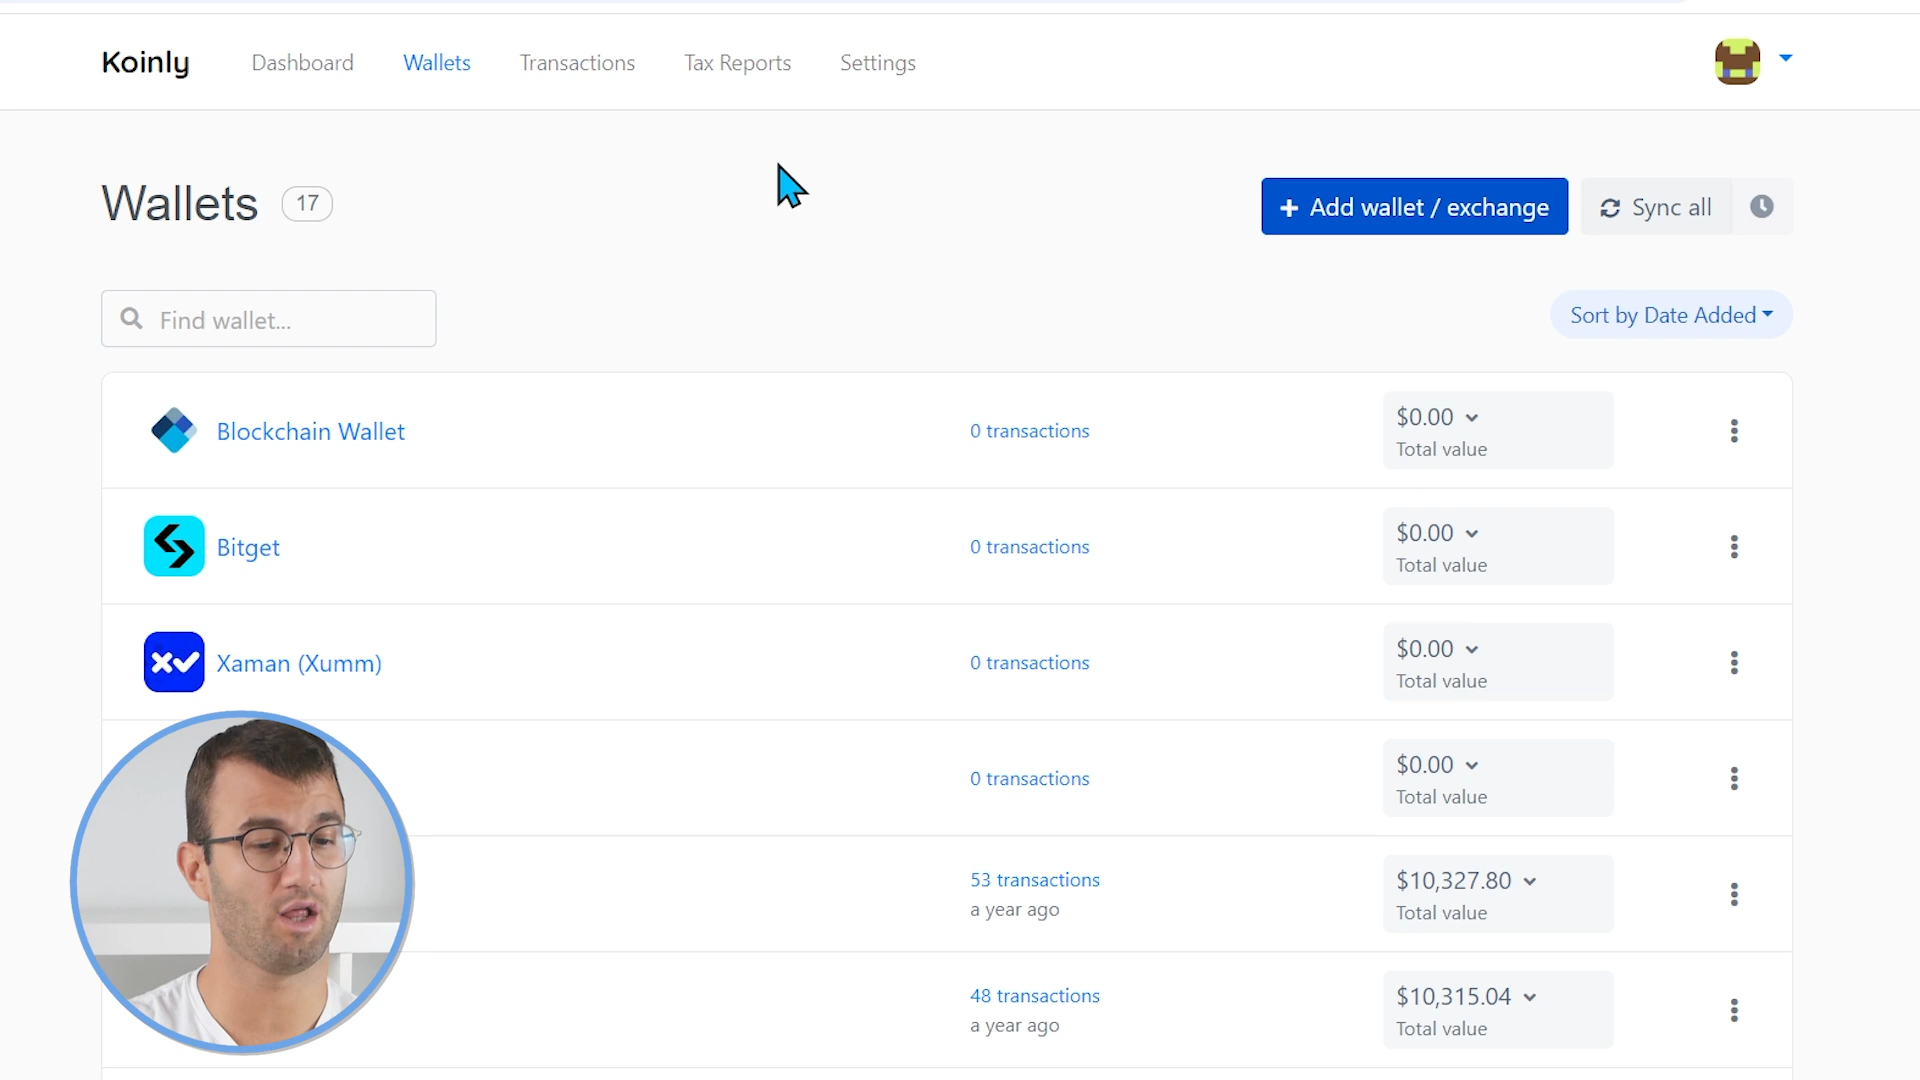 Koinly Dashboard Wallets Transactions Tax Reports Settings
Wallets 17
+ Add wallet / exchange Sync all
Find wallet...
Sort by Date Added
Blockchain Wallet 0 transactions $0.00
Total value
Bitget 0 transactions $0.00
Total value
Xaman (Xumm) 0 transactions $0.00
Total value
0 transactions $0.00
Total value
53 transactions $10,327.80
a year ago Total value
48 transactions $10,315.04
a year ago Total value